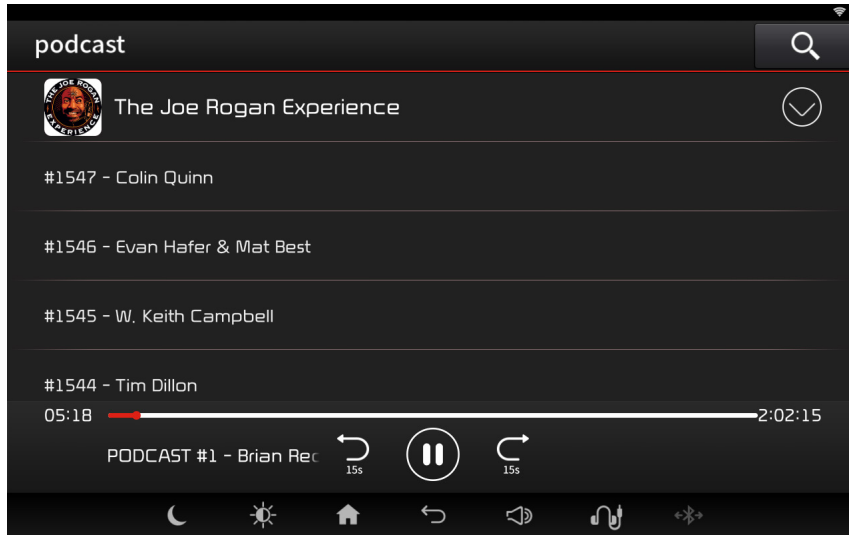 podcast
THE JOE ROGAN EXPERIENCE
The Joe Rogan Experience
#1547 - Colin Quinn
#1546 - Evan Hafer & Mat Best
#1545 - W. Keith Campbell
#1544 - Tim Dillon
05:18 2:02:15
PODCAST #1 - Brian Rec
15s 15s